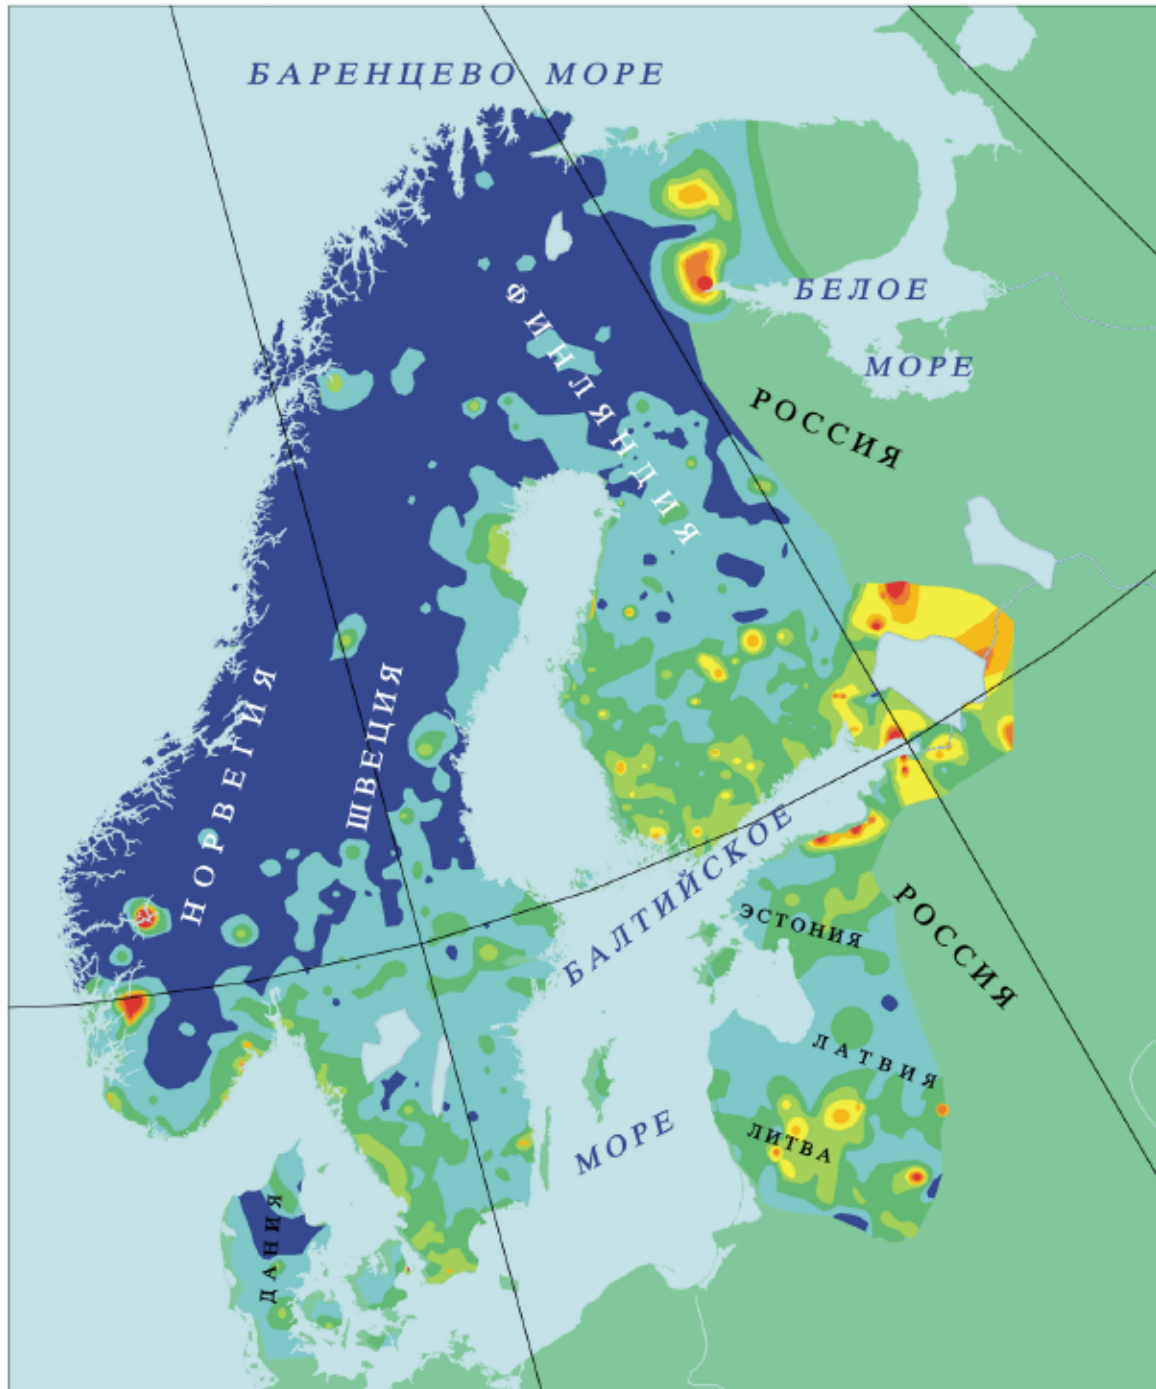 БАРЕНЦЕВО МОРЕ
БЕЛОЕ
МОРЕ
ФИНЛЯНДИЯ
РОССИЯ
НОРВЕГИЯ
ШВЕЦИЯ
БАЛТИЙСКОЕ
МОРЕ
ЭСТОНИЯ
РОССИЯ
ЛАТВИЯ
ЛИТВА
ДАНИЯ